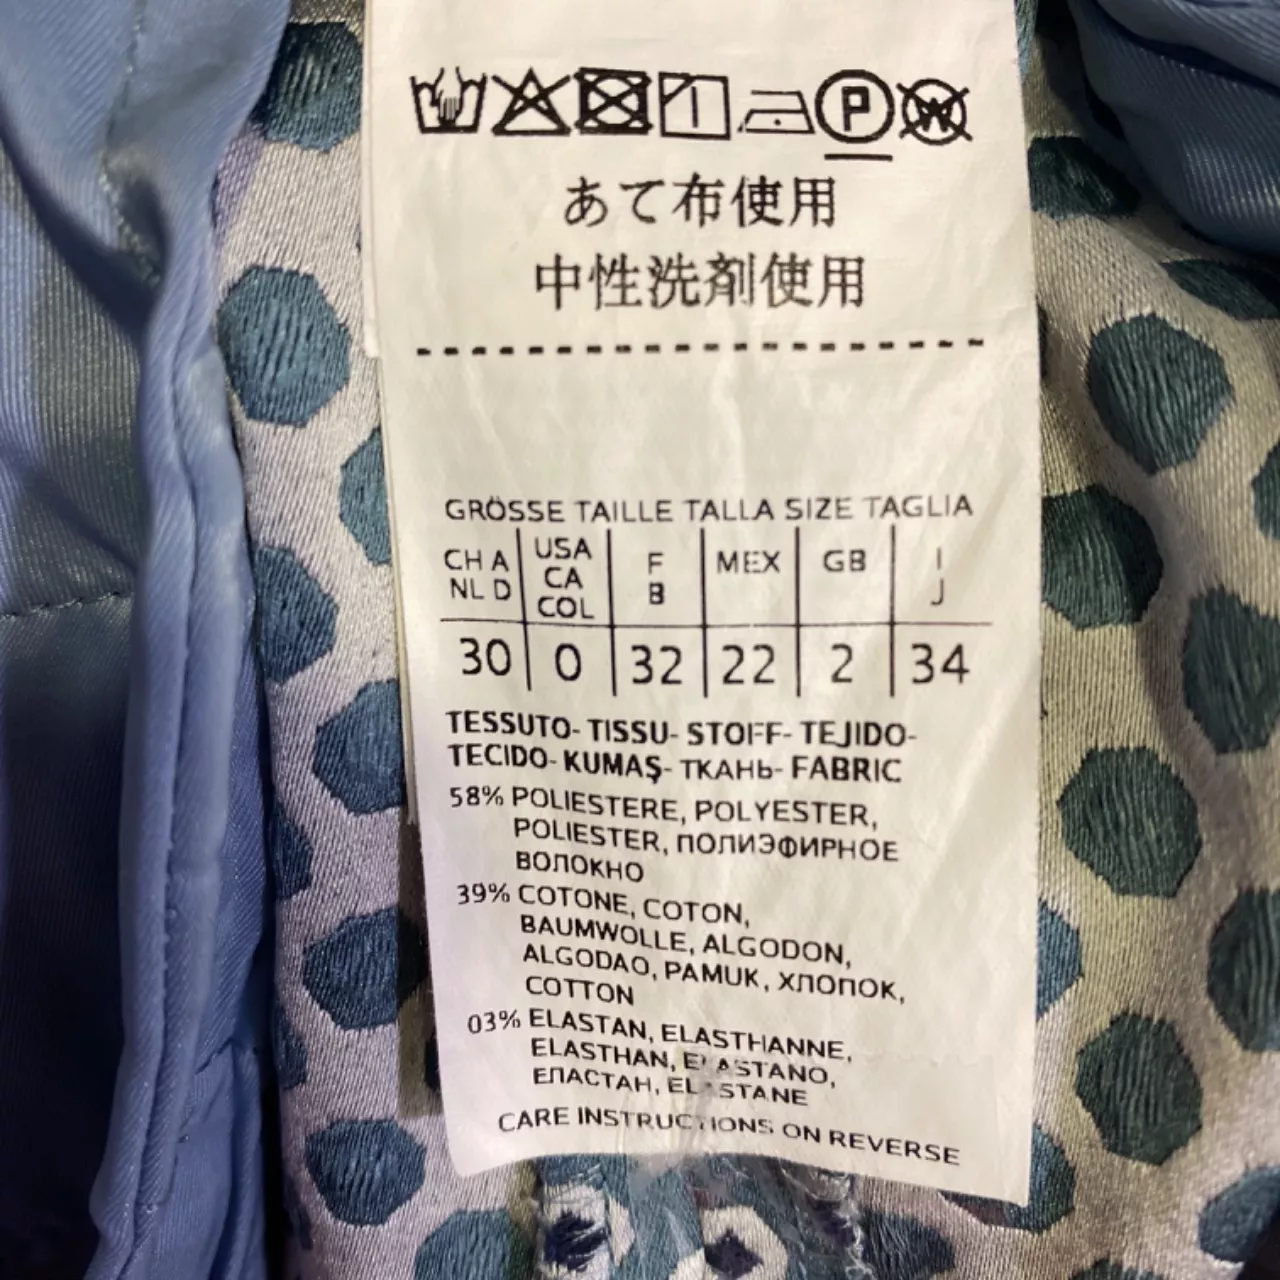 P W
あて布使用
中性洗剤使用
GRÖSSE TAILLE TALLA SIZE TAGLIA
CH A NL D USA CA COL F B MEX GB I J
30 0 32 22 2 34
TESSUTO- TISSU- STOFF- TEJIDO-
TECIDO- KUMAŞ- ТКАНЬ- FABRIC
58% POLIESTERE, POLYESTER,
POLIESTER, ПОЛИЭФИРНОЕ
ВОЛОКНО
39% COTONE, COTON,
BAUMWOLLE, ALGODON,
ALGODAO, PAMUK, ХЛОПОК,
COTTON
03% ELASTAN, ELASTHANNE,
ELASTHAN, ELASTANO,
ЕПАСТАН, ELASTANE
CARE INSTRUCTIONS ON REVERSE